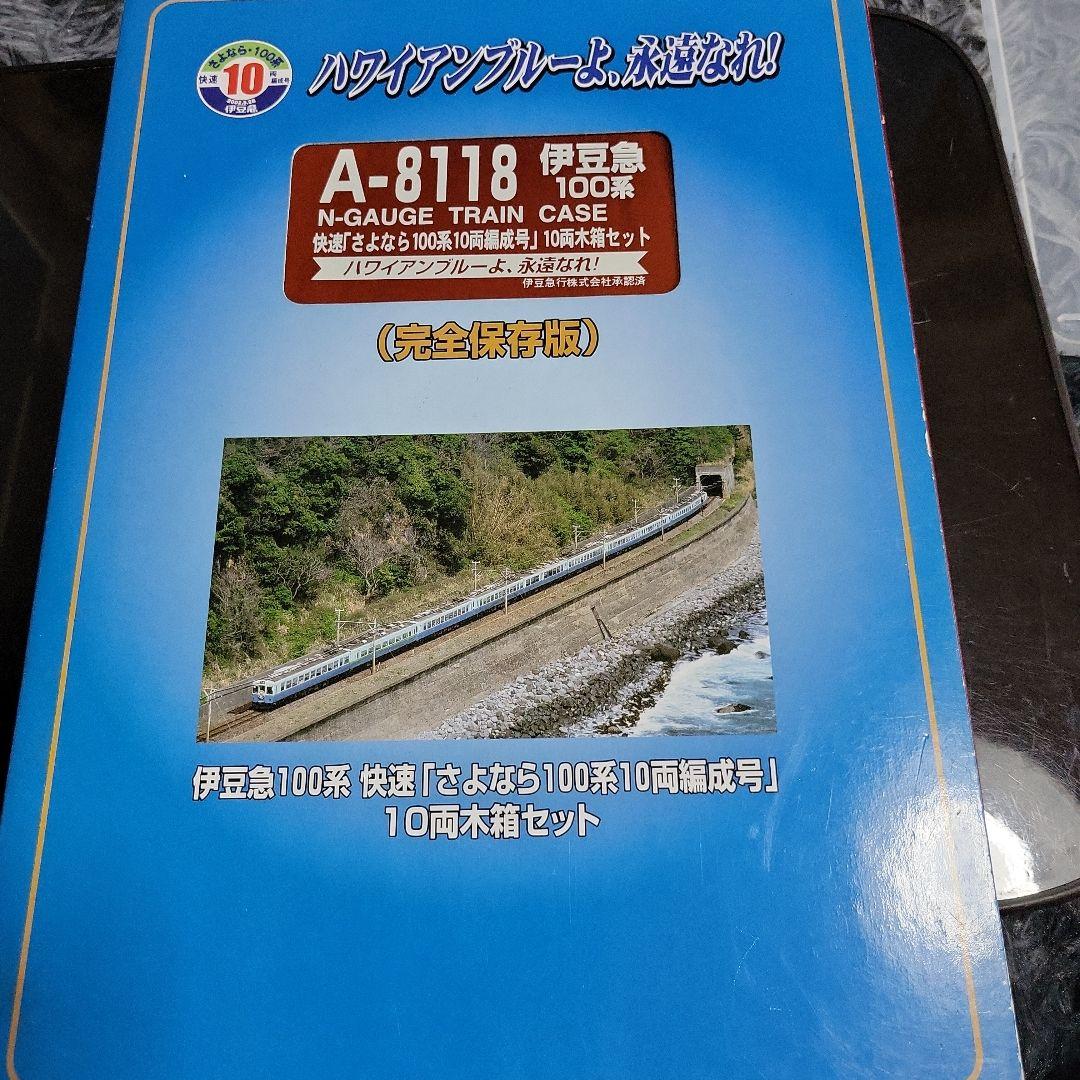 さよなら・100系
快速 10 両編成号
伊豆急
ハワイアンブルーよ、永遠なれ!
A-8118 伊豆急
100系
N-GAUGE TRAIN CASE
快速「さよなら100系10両編成号」10両木箱セット
ハワイアンブルーよ、永遠なれ!
伊豆急行株式会社承認済
(完全保存版)
伊豆急100系 快速「さよなら100系10両編成号」
10両木箱セット